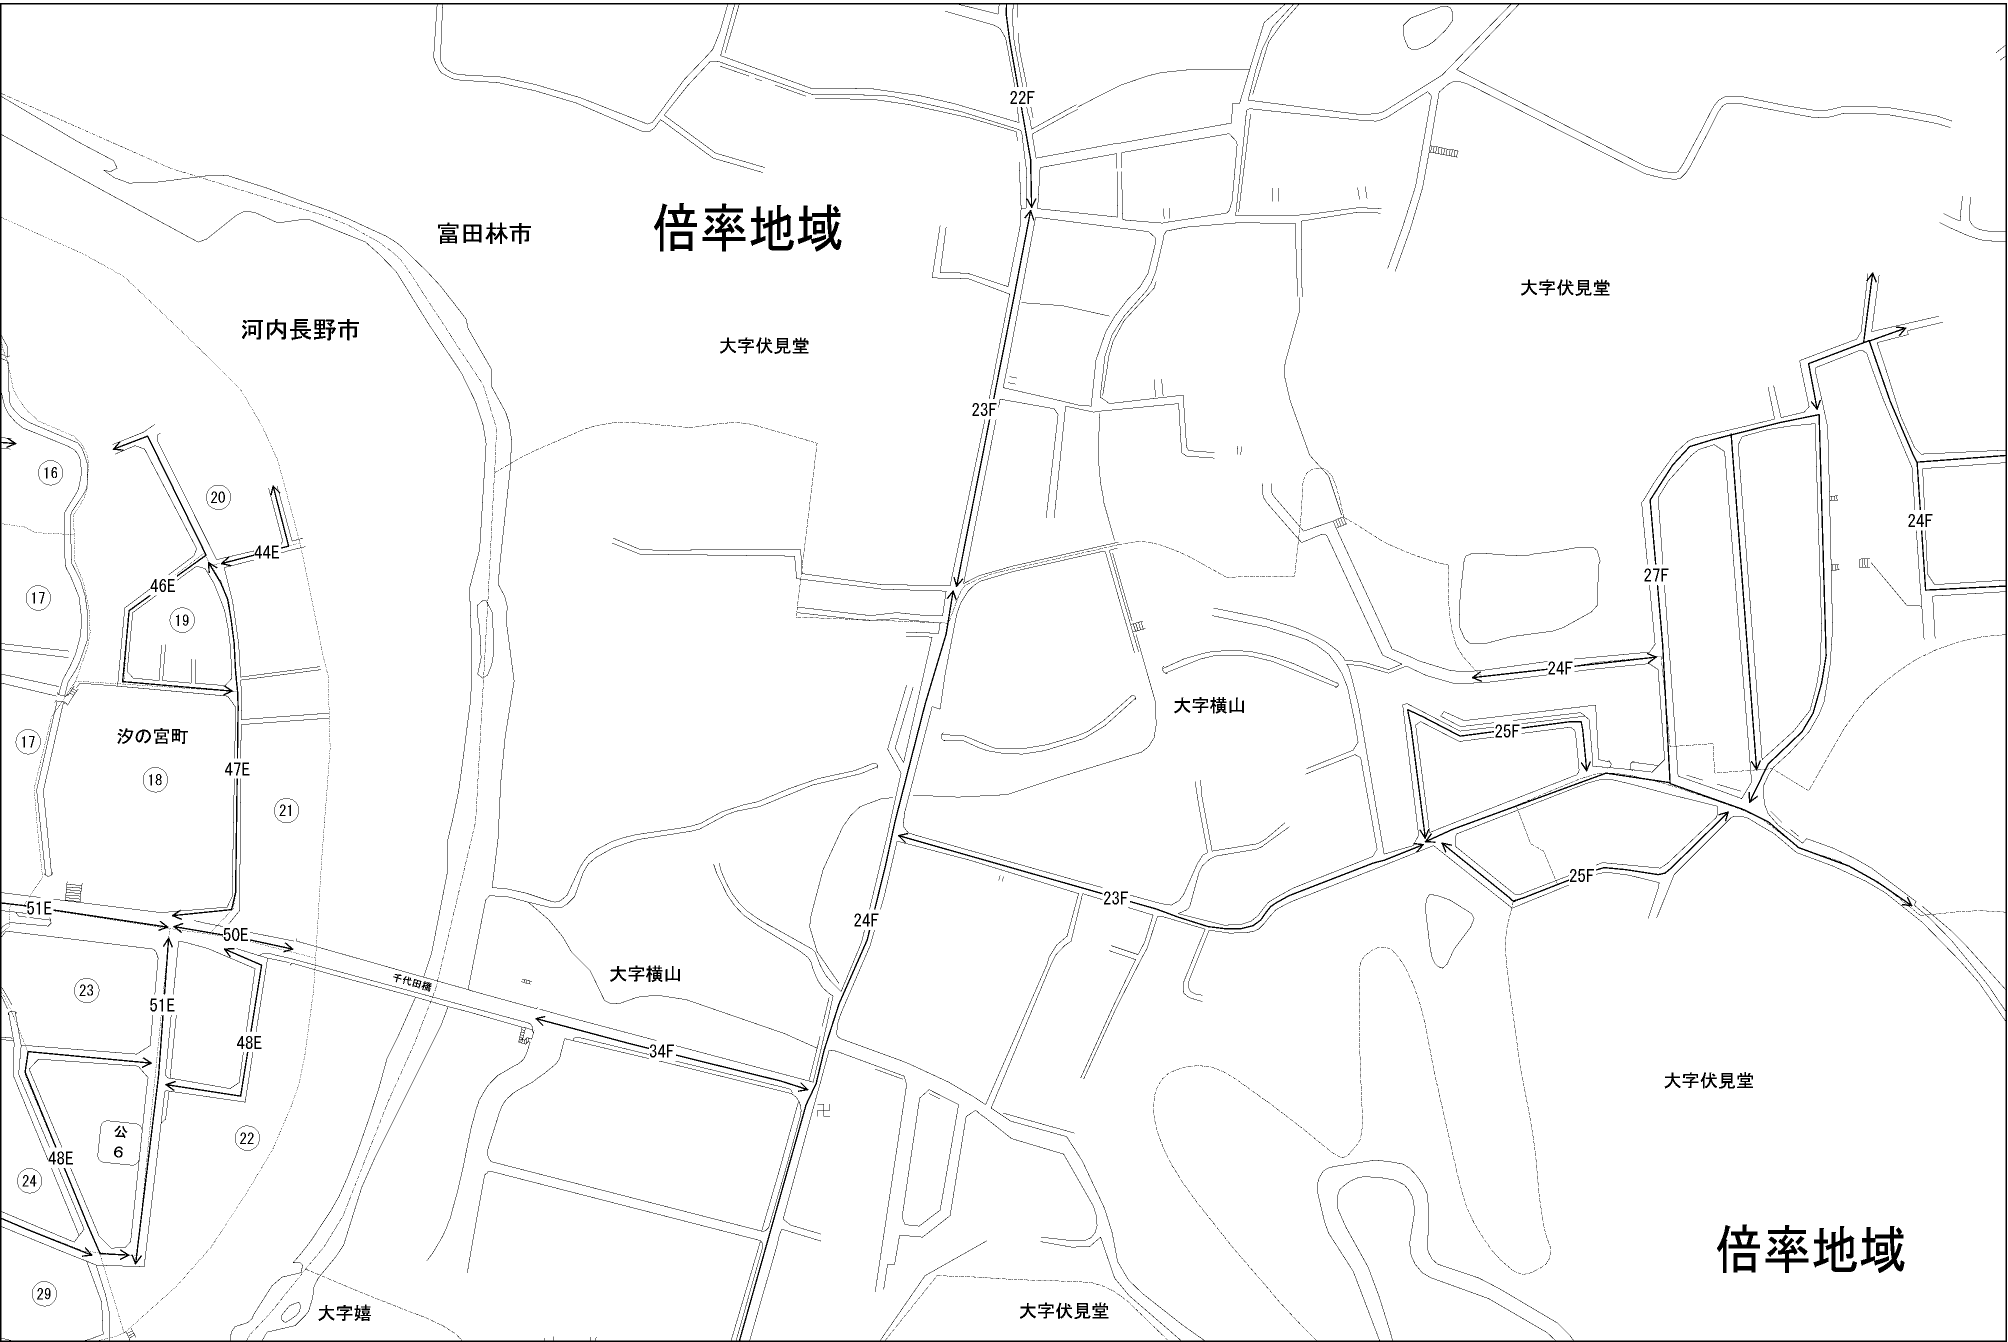 22F
富田林市
倍率地域
大字伏見堂
河内長野市
大字伏見堂
23F
16
20
24F
44E
27F
46E
17
19
24F
大字横山
25F
汐の宮町
17
47E
18
21
25F
23F
51E
24F
50E
大字横山
千代田橋
23
51E
48E
34F
大字伏見堂
卍
公
6
22
48E
24
倍率地域
29
大字嬉
大字伏見堂